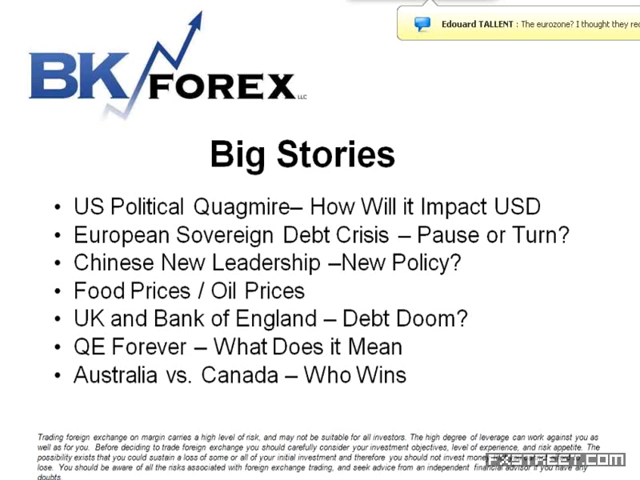 Edouard TALLENT : The eurozone? I thought they
BK FOREX LLC
Big Stories
• US Political Quagmire– How Will it Impact USD
• European Sovereign Debt Crisis – Pause or Turn?
• Chinese New Leadership –New Policy?
• Food Prices / Oil Prices
• UK and Bank of England – Debt Doom?
• QE Forever – What Does it Mean
• Australia vs. Canada – Who Wins
Trading foreign exchange on margin carries a high level of risk, and may not be suitable for all investors. The high degree of leverage can work against you as
well as for you. Before deciding to trade foreign exchange you should carefully consider your investment objectives, level of experience, and risk appetite. The
possibility exists that you could sustain a loss of some or all of your initial investment and therefore you should not invest
lose. You should be aware of all the risks associated with foreign exchange trading, and seek advice from an independent financial advisor if you have any
doubts.
FXSTREET.COM